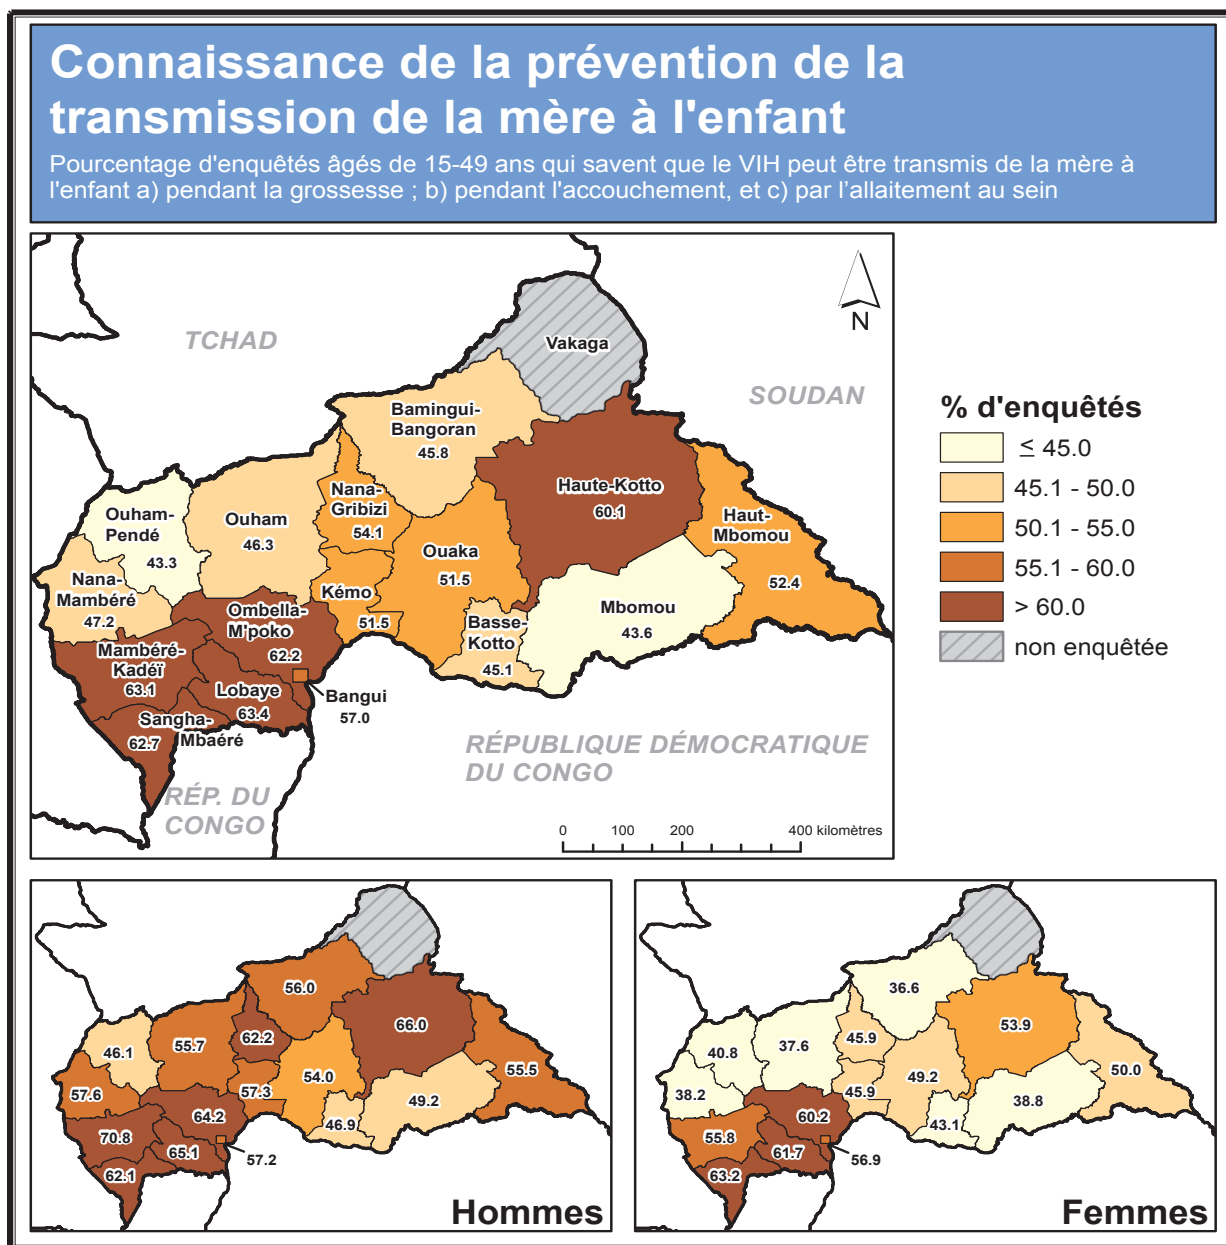 Connaissance de la prévention de la
transmission de la mère à l'enfant
Pourcentage d'enquêtés âgés de 15-49 ans qui savent que le VIH peut être transmis de la mère à
l'enfant a) pendant la grossesse ; b) pendant l'accouchement, et c) par l’allaitement au sein
TCHAD
Vakaga
N
SOUDAN
Bamingui-
Bangoran
45.8
Haute-Kotto
60.1
Nana-
Gribizi
54.1
Ouham-
Pendé
43.3
Ouham
46.3
Haut-
Mbomou
52.4
Ouaka
51.5
Nana-
Mambéré
47.2
Kémo
51.5
Ombella-
M'poko
62.2
Basse-
Kotto
45.1
Mbomou
43.6
Mambéré-
Kadéï
63.1
Lobaye
63.4
Bangui
57.0
Sangha-
Mbaéré
62.7
RÉPUBLIQUE DÉMOCRATIQUE
DU CONGO
RÉP. DU
CONGO
0 100 200 400 kilomètres
% d'enquêtés
≤ 45.0
45.1 - 50.0
50.1 - 55.0
55.1 - 60.0
> 60.0
non enquêtée
56.0
66.0
62.2
55.7
46.1
54.0
55.5
57.6
57.3
49.2
64.2
46.9
70.8
65.1
57.2
62.1
Hommes
36.6
53.9
45.9
37.6
40.8
49.2
50.0
38.2
45.9
38.8
60.2
43.1
55.8
61.7
56.9
63.2
Femmes